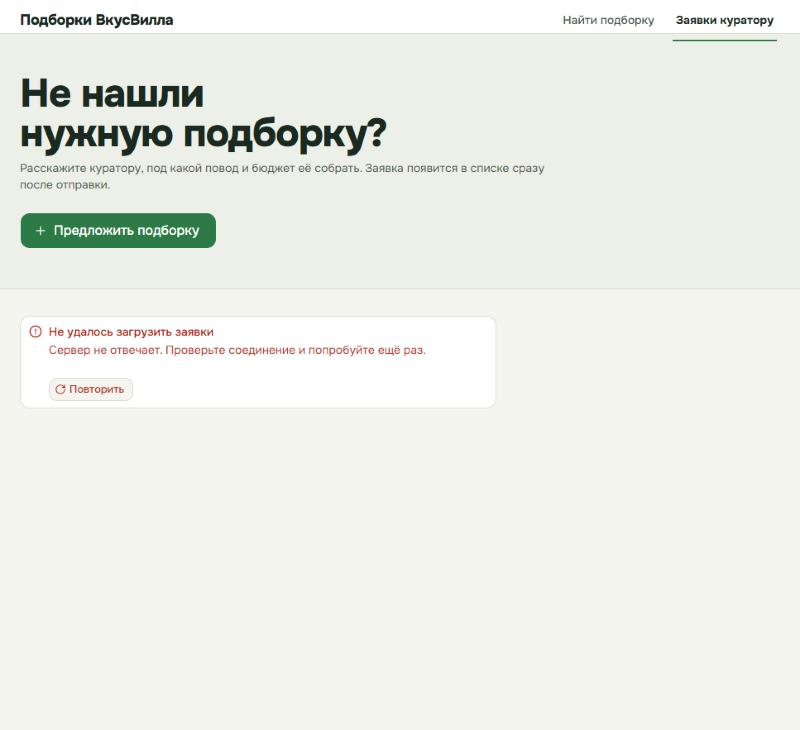 Подборки ВкусВилла
Найти подборку
Заявки куратору
Не нашли
нужную подборку?
Расскажите куратору, под какой повод и бюджет её собрать. Заявка появится в списке сразу
после отправки.
+ Предложить подборку
Не удалось загрузить заявки
Сервер не отвечает. Проверьте соединение и попробуйте ещё раз.
Повторить